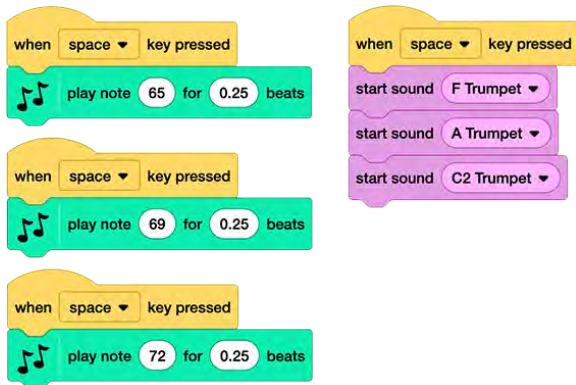 when space key pressed
play note 65 for 0.25 beats
when space key pressed
play note 69 for 0.25 beats
when space key pressed
play note 72 for 0.25 beats
when space key pressed
start sound F Trumpet
start sound A Trumpet
start sound C2 Trumpet